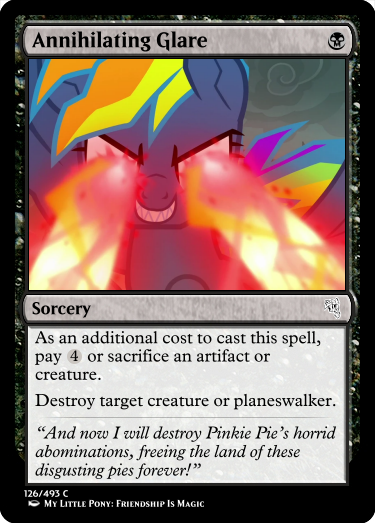 Annihilating Glare
Sorcery
As an additional cost to cast this spell,
pay 4 or sacrifice an artifact or
creature.
Destroy target creature or planeswalker.
“And now I will destroy Pinkie Pie’s horrid
abominations, freeing the land of these
disgusting pies forever!”
126/493 C
My Little Pony: Friendship Is Magic